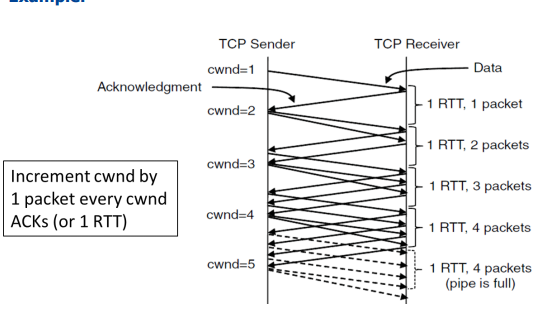 Example:
TCP Sender
TCP Receiver
cwnd=1
Data
Acknowledgment
cwnd=2
1 RTT, 1 packet
1 RTT, 2 packets
cwnd=3
Increment cwnd by
1 packet every cwnd
ACKs (or 1 RTT)
1 RTT, 3 packets
cwnd=4
1 RTT, 4 packets
cwnd=5
1 RTT, 4 packets
(pipe is full)